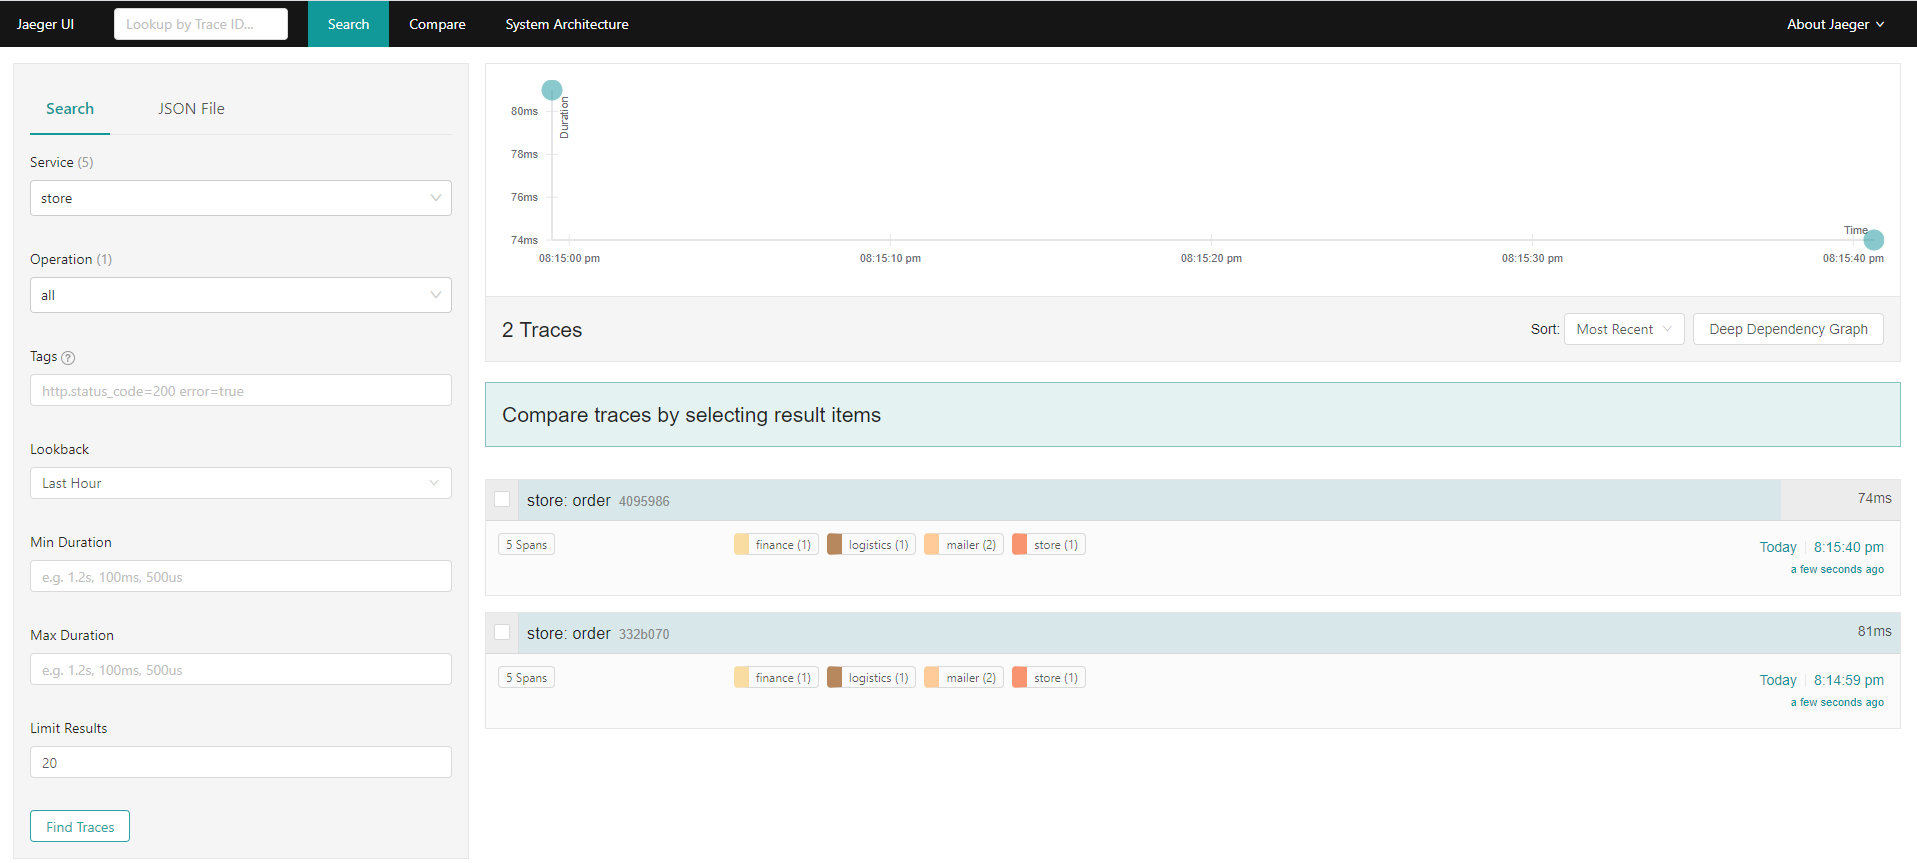 Jaeger UI
Lookup by Trace ID...
Search
Compare
System Architecture
About Jaeger
Search
JSON File
Service (5)
store
Operation (1)
all
Tags
http.status_code=200 error=true
Lookback
Last Hour
Min Duration
e.g. 1.2s, 100ms, 500us
Max Duration
e.g. 1.2s, 100ms, 500us
Limit Results
20
Find Traces
Duration
80ms
78ms
76ms
74ms
Time
08:15:00 pm
08:15:10 pm
08:15:20 pm
08:15:30 pm
08:15:40 pm
2 Traces
Sort: Most Recent
Deep Dependency Graph
Compare traces by selecting result items
store: order 4095986
74ms
5 Spans
finance (1)
logistics (1)
mailer (2)
store (1)
Today 8:15:40 pm
a few seconds ago
store: order 332b070
81ms
5 Spans
finance (1)
logistics (1)
mailer (2)
store (1)
Today 8:14:59 pm
a few seconds ago